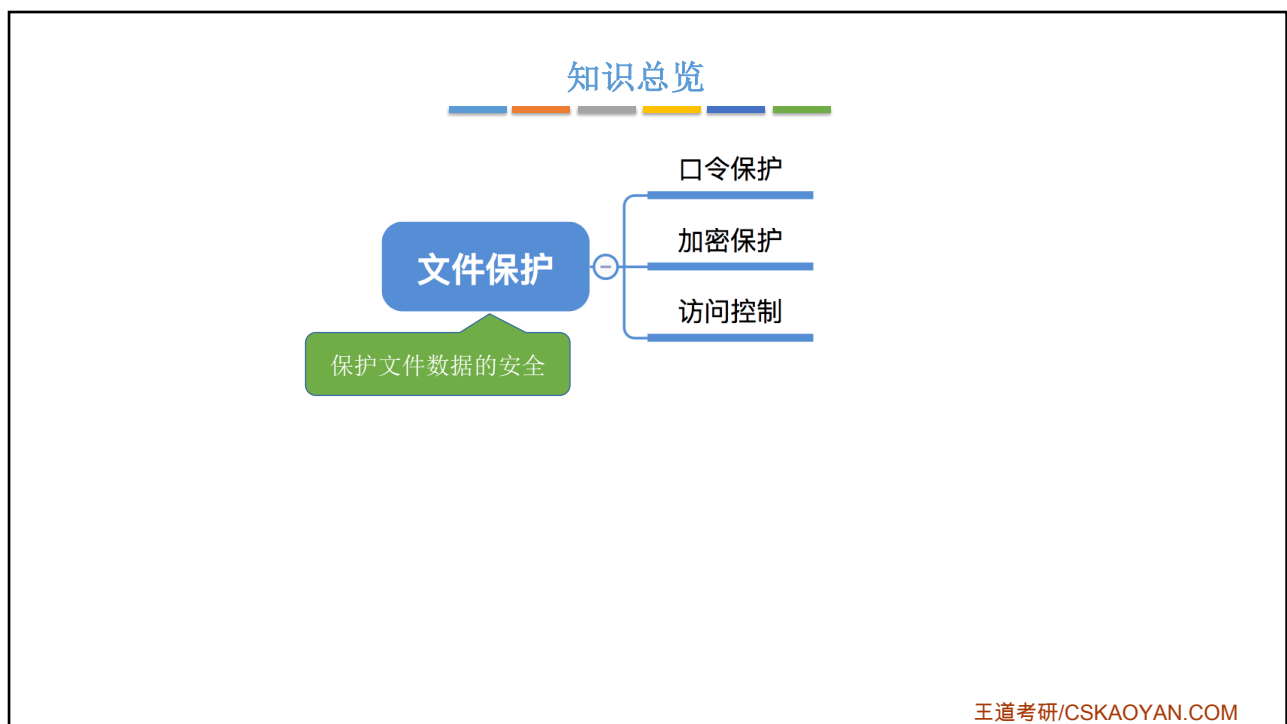 知识总览
口令保护
加密保护
文件保护
访问控制
保护文件数据的安全
王道考研/CSKAOYAN.COM